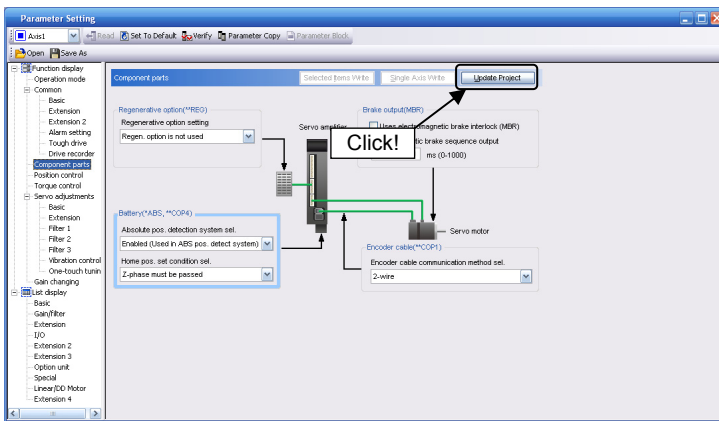 Parameter Setting
Axis1 Read Set To Default Verify Parameter Copy Parameter Block
Open Save As
Function display
Operation mode
Common
Basic
Extension
Extension 2
Alarm setting
Tough drive
Drive recorder
Component parts
Position control
Torque control
Servo adjustments
Basic
Extension
Filter 1
Filter 2
Filter 3
Vibration control
One-touch tunin
Gain changing
List display
Basic
Gain/filter
Extension
I/O
Extension 2
Extension 3
Option unit
Special
Linear/DD Motor
Extension 4
Component parts Selected Items Write Single Axis Write Update Project
Regenerative option(**REG)
Regenerative option setting
Regen. option is not used
Servo amplifier
Brake output(MBR)
Uses electromagnetic brake interlock (MBR)
brake sequence output
ms (0-1000)
Click!
Battery(*ABS, **COP4)
Absolute pos. detection system sel.
Enabled (Used in ABS pos. detect system)
Home pos. set condition sel.
Z-phase must be passed
Servo motor
Encoder cable(**COP1)
Encoder cable communication method sel.
2-wire